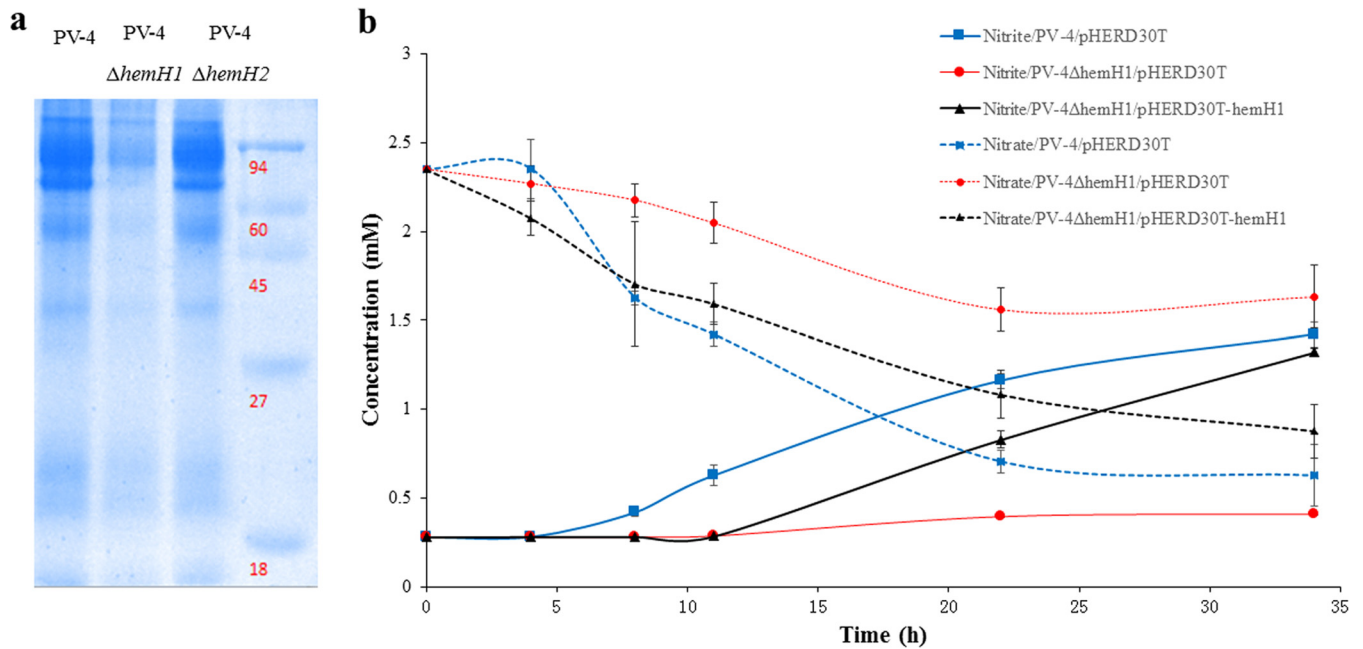 a
PV-4 PV-4 PV-4
ΔhemH1 ΔhemH2
94
60
45
27
18
b
Nitrite/PV-4/pHERD30T
Nitrite/PV-4ΔhemH1/pHERD30T
Nitrite/PV-4ΔhemH1/pHERD30T-hemH1
Nitrate/PV-4/pHERD30T
Nitrate/PV-4ΔhemH1/pHERD30T
Nitrate/PV-4ΔhemH1/pHERD30T-hemH1
Concentration (mM)
3
2.5
2
1.5
1
0.5
0
0 5 10 15 20 25 30 35
Time (h)